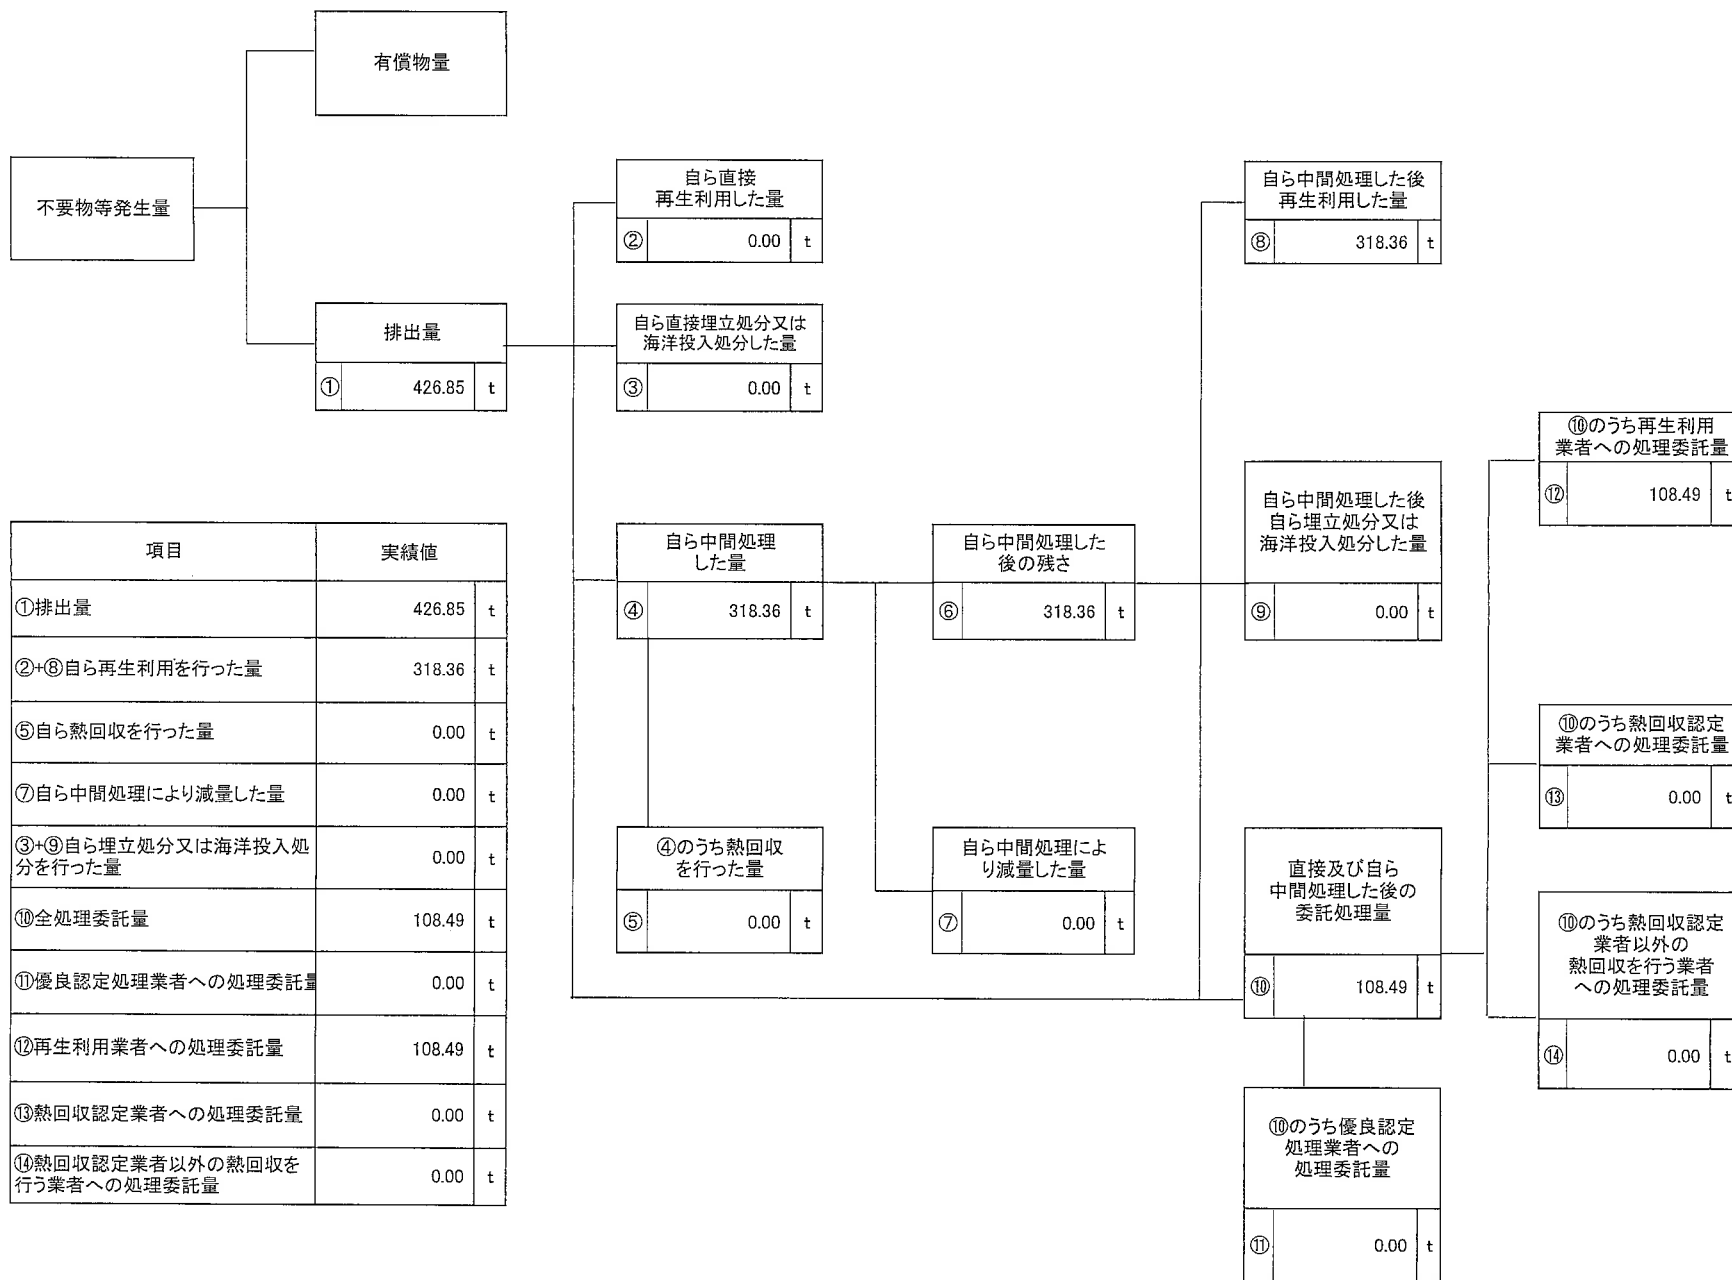 有償物量
不要物等発生量
排出量
① 426.85 t
自ら直接
再生利用した量
② 0.00 t
自ら直接埋立処分又は
海洋投入処分した量
③ 0.00 t
自ら中間処理
した量
④ 318.36 t
④のうち熱回収
を行った量
⑤ 0.00 t
自ら中間処理した
後の残さ
⑥ 318.36 t
自ら中間処理によ
り減量した量
⑦ 0.00 t
自ら中間処理した後
再生利用した量
⑧ 318.36 t
自ら中間処理した後
自ら埋立処分又は
海洋投入処分した量
⑨ 0.00 t
直接及び自ら
中間処理した後の
委託処理量
⑩ 108.49 t
⑩のうち優良認定
処理業者への
処理委託量
⑪ 0.00 t
⑩のうち再生利用
業者への処理委託量
⑫ 108.49 t
⑩のうち熱回収認定
業者への処理委託量
⑬ 0.00 t
⑩のうち熱回収認定
業者以外の
熱回収を行う業者
への処理委託量
⑭ 0.00 t
項目 実績値
①排出量 426.85 t
②+⑧自ら再生利用を行った量 318.36 t
⑤自ら熱回収を行った量 0.00 t
⑦自ら中間処理により減量した量 0.00 t
③+⑨自ら埋立処分又は海洋投入処
分を行った量 0.00 t
⑩全処理委託量 108.49 t
⑪優良認定処理業者への処理委託量 0.00 t
⑫再生利用業者への処理委託量 108.49 t
⑬熱回収認定業者への処理委託量 0.00 t
⑭熱回収認定業者以外の熱回収を
行う業者への処理委託量 0.00 t